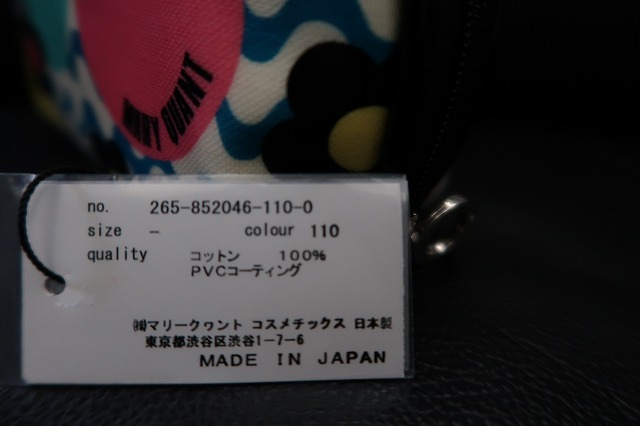 MARY QUANT
no. 265-852046-110-0
size - colour 110
quality コットン 100%
PVCコーティング
㈱マリークヮント コスメチックス 日本製
東京都渋谷区渋谷1-7-6
MADE IN JAPAN